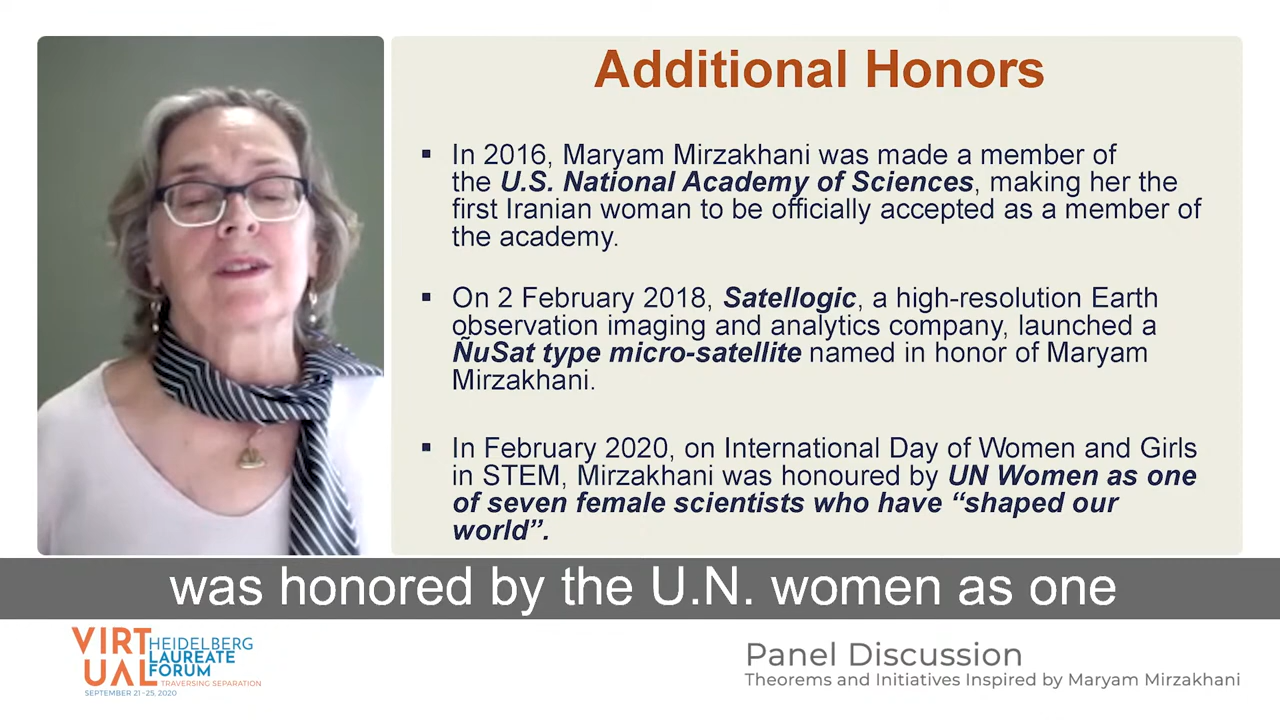 Additional Honors
▪ In 2016, Maryam Mirzakhani was made a member of
the U.S. National Academy of Sciences, making her the
first Iranian woman to be officially accepted as a member of
the academy.
▪ On 2 February 2018, Satellogic, a high-resolution Earth
observation imaging and analytics company, launched a
ÑuSat type micro-satellite named in honor of Maryam
Mirzakhani.
▪ In February 2020, on International Day of Women and Girls
in STEM, Mirzakhani was honoured by UN Women as one
of seven female scientists who have “shaped our
world”.
was honored by the U.N. women as one
VIRT
UAL
HEIDELBERG
LAUREATE
FORUM
TRAVERSING SEPARATION
SEPTEMBER 21-25, 2020
Panel Discussion
Theorems and Initiatives Inspired by Maryam Mirzakhani